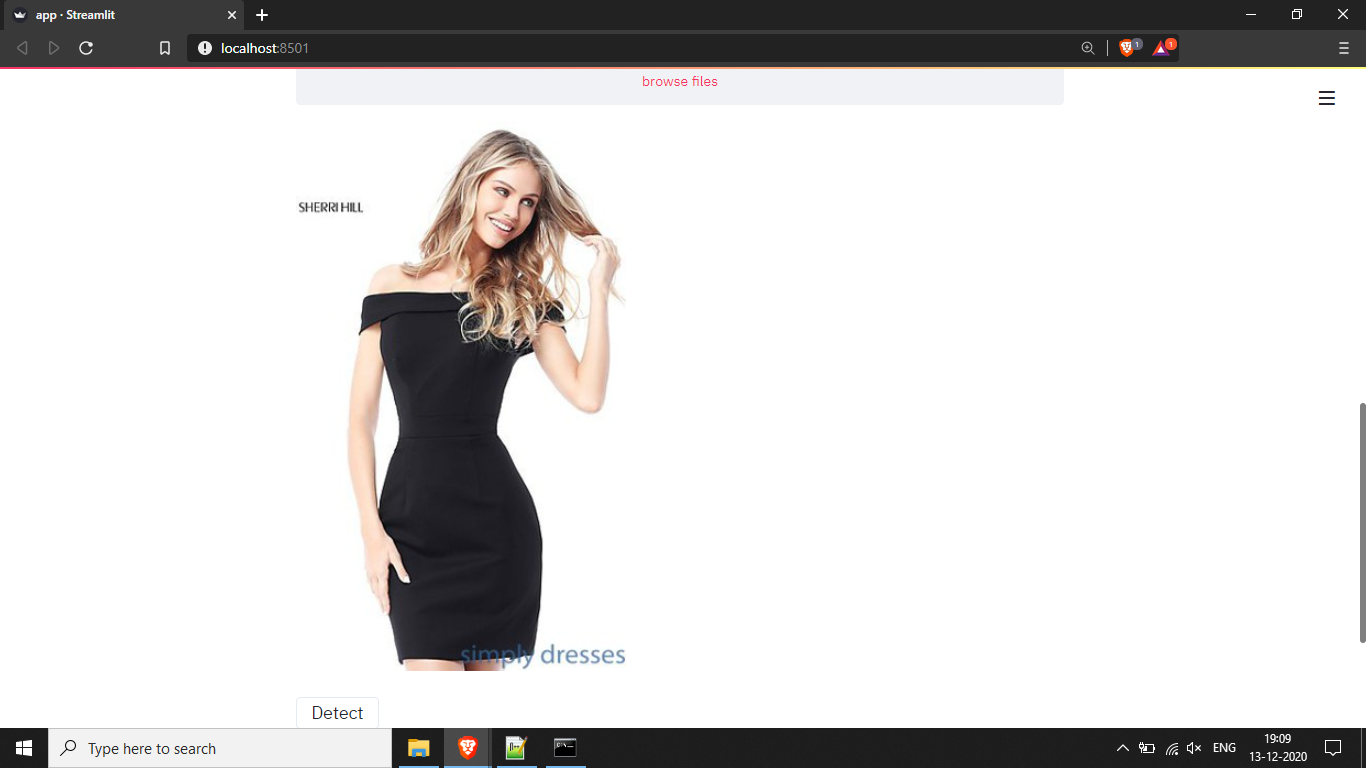 app · Streamlit
localhost:8501
1
1
browse files
SHERRI HILL
simply dresses
Detect
Type here to search
ENG
19:09
13-12-2020